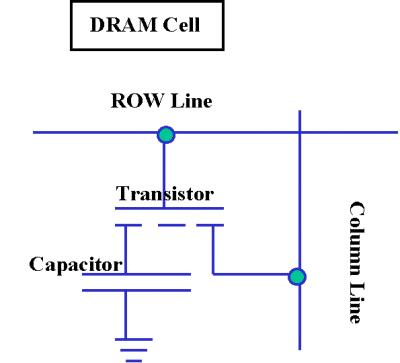 DRAM Cell
ROW Line
Transistor
Capacitor
Column Line